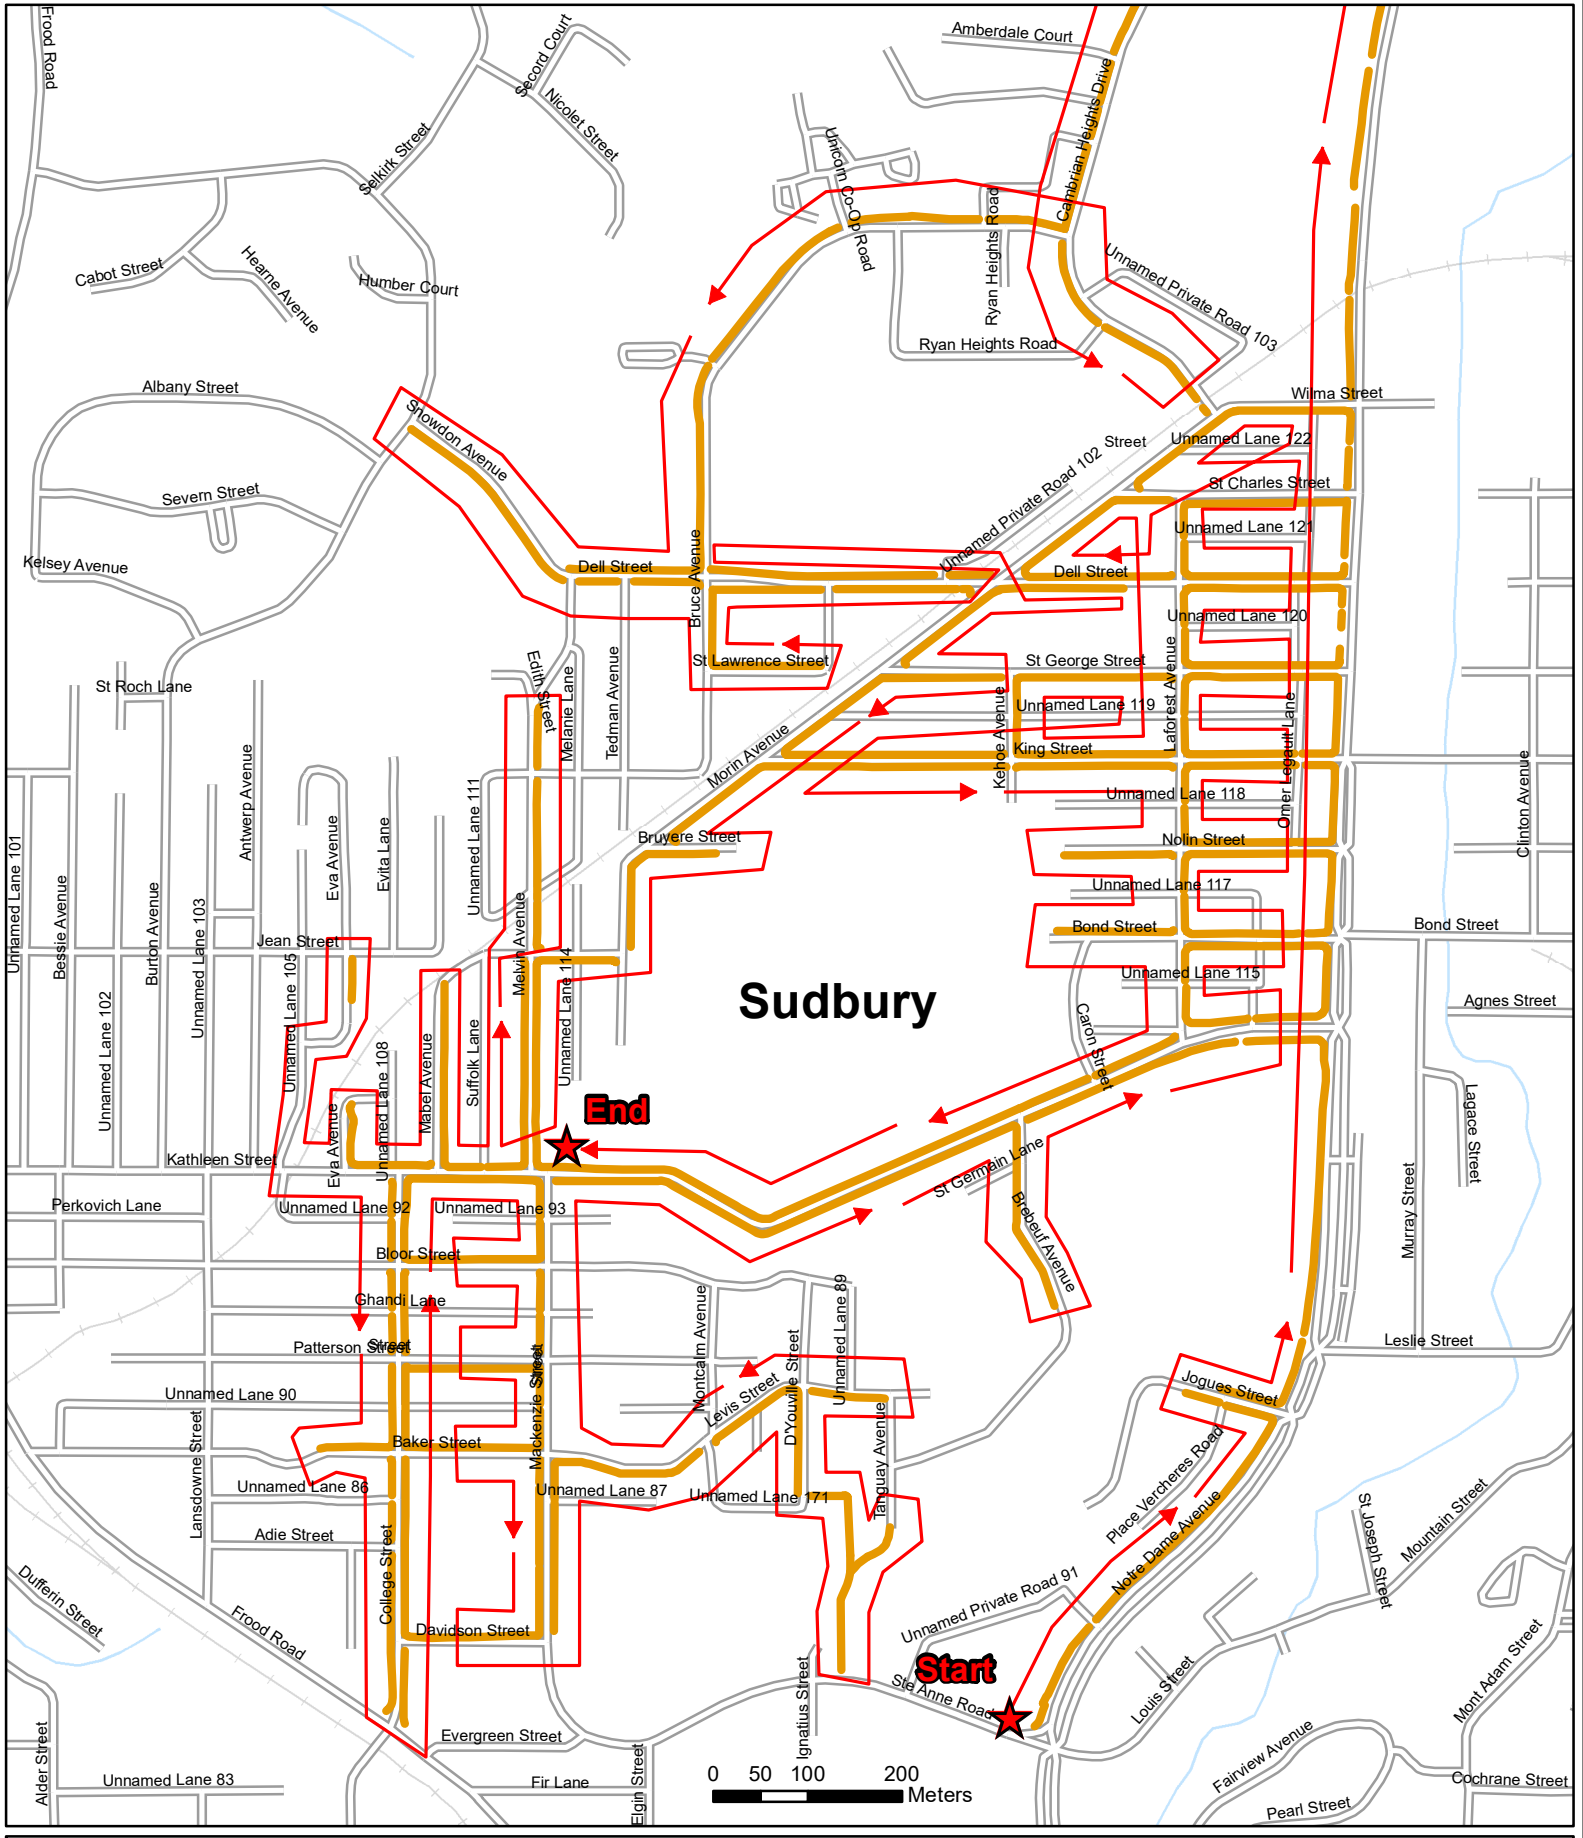 Frood Road
Second Court
Amberdale Court
Nicolet Street
Selkirk Street
Cambrian Heights Drive
Unicorn Co-Op Road
Ryan Heights Road
Cabot Street
Hearne Avenue
Humber Court
Unnamed Private Road 103
Ryan Heights Road
Albany Street
Snowdon Avenue
Wilma Street
Street
Unnamed Lane 122
Unnamed Private Road 102
Severn Street
St Charles Street
Unnamed Lane 121
Kelsey Avenue
Dell Street
Dell Street
Bruce Avenue
Unnamed Lane 120
St Lawrence Street
St George Street
St Roch Lane
Edith Street
Melanie Lane
Tedman Avenue
Kehoe Avenue
Unnamed Lane 119
Laforest Avenue
Omer Legault Lane
King Street
Morin Avenue
Antwerp Avenue
Unnamed Lane 111
Unnamed Lane 118
Clinton Avenue
Bruyere Street
Nolin Street
Unnamed Lane 101
Bessie Avenue
Burton Avenue
Unnamed Lane 103
Eva Avenue
Evita Lane
Unnamed Lane 117
Jean Street
Melvin Avenue
Bond Street
Bond Street
Unnamed Lane 105
Unnamed Lane 114
Unnamed Lane 115
Sudbury
Agnes Street
Unnamed Lane 102
Caron Street
Unnamed Lane 108
Mabel Avenue
Suffolk Lane
End
Lagace Street
Eva Avenue
Kathleen Street
St Germain Lane
Murray Street
Perkovich Lane
Unnamed Lane 92
Unnamed Lane 93
Brebeuf Avenue
Bloor Street
Ghandi Lane
Montcalm Avenue
Unnamed Lane 89
Patterson Street
Street
Street
Mackenzie Street
D'Youville Street
Leslie Street
Unnamed Lane 90
Levis Street
Jogues Street
Lansdowne Street
Baker Street
Tanguay Avenue
Place Vercheres Road
Unnamed Lane 86
Unnamed Lane 87
Unnamed Lane 171
Notre Dame Avenue
St Joseph Street
Mountain Street
Adie Street
College Street
Dufferin Street
Frood Road
Davidson Street
Unnamed Private Road 91
Start
Ste Anne Road
Ignatius Street
Louis Street
Mont Adam Street
Evergreen Street
Fairview Avenue
Alder Street
Unnamed Lane 83
Fir Lane
Elgin Street
0 50 100 200
Meters
Cochrane Street
Pearl Street